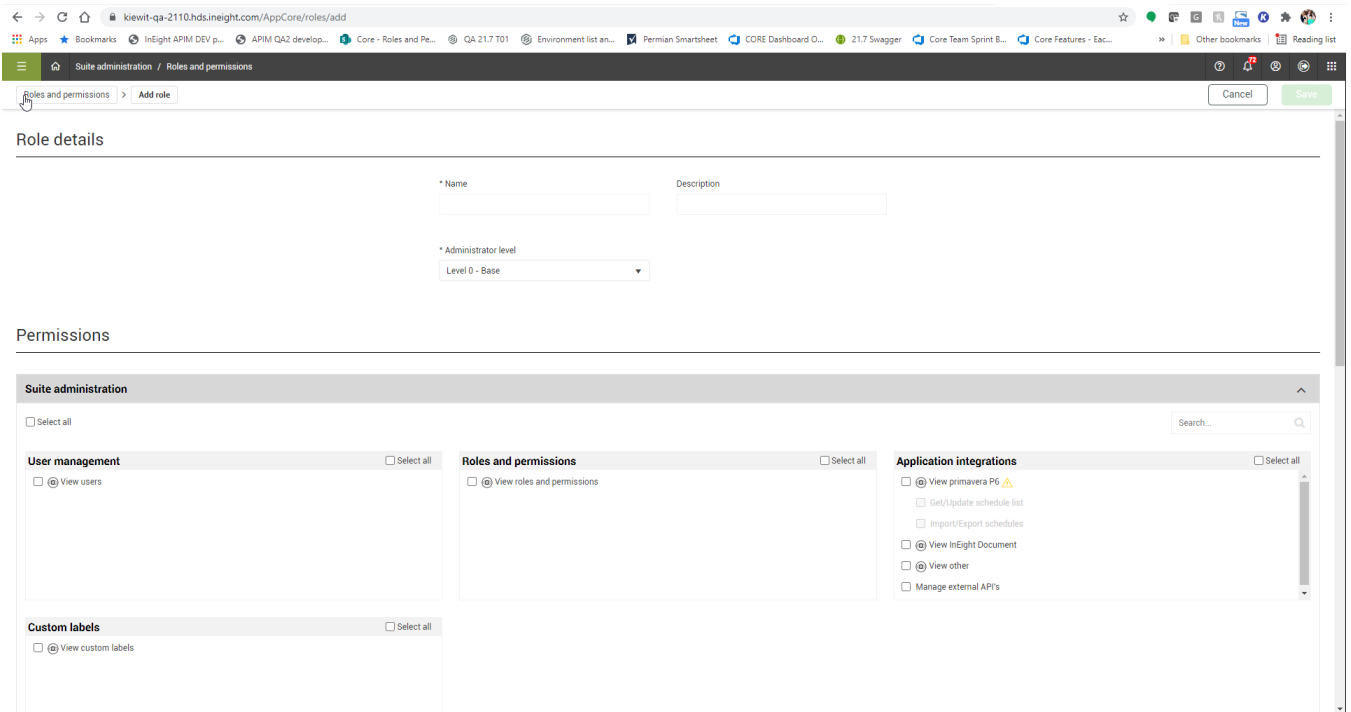 kiewit-qa-2110.hds.ineight.com/AppCore/roles/add
Apps Bookmarks InEight APIM DEV p... APIM QA2 develop... Core - Roles and Pe... QA 21.7 T01 Environment list an... Permian Smartsheet CORE Dashboard O... 21.7 Swagger Core Team Sprint B... Core Features - Eac... » Other bookmarks Reading list
New
Suite administration / Roles and permissions 72
Roles and permissions > Add role Cancel Save
Role details
* Name Description
* Administrator level
Level 0 - Base
Permissions
Suite administration
Select all Search...
User management Select all Roles and permissions Select all Application integrations Select all
View users View roles and permissions View primavera P6
Get/Update schedule list
Import/Export schedules
View InEight Document
View other
Manage external API's
Custom labels Select all
View custom labels